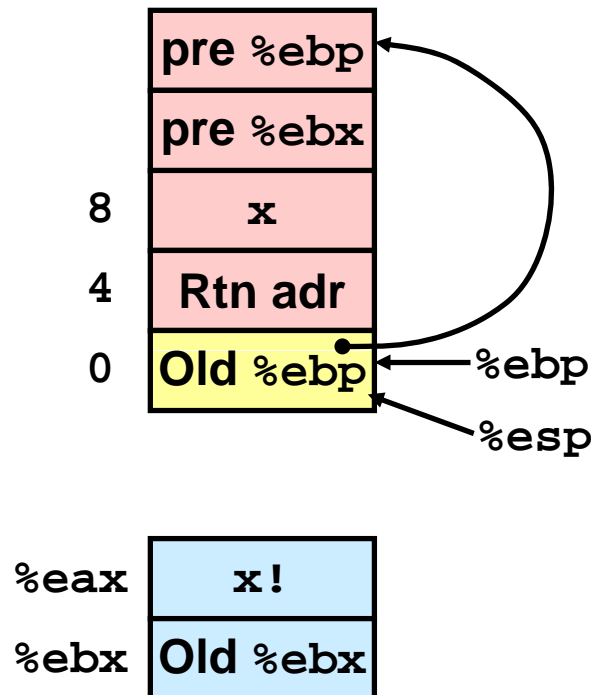 pre %ebp
pre %ebx
8 x
4 Rtn adr
0 Old %ebp %ebp
%esp
%eax x!
%ebx Old %ebx